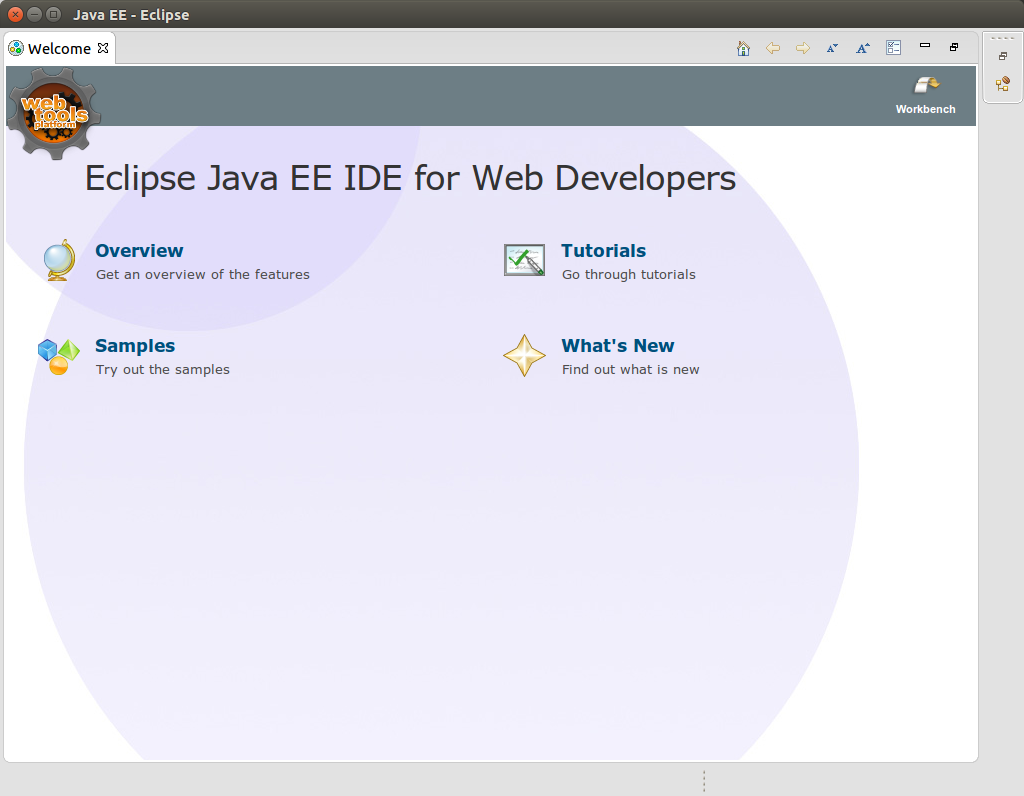 Java EE - Eclipse
Welcome
A A
web
tools
platform
Workbench
Eclipse Java EE IDE for Web Developers
Overview
Get an overview of the features
Tutorials
Go through tutorials
Samples
Try out the samples
What's New
Find out what is new